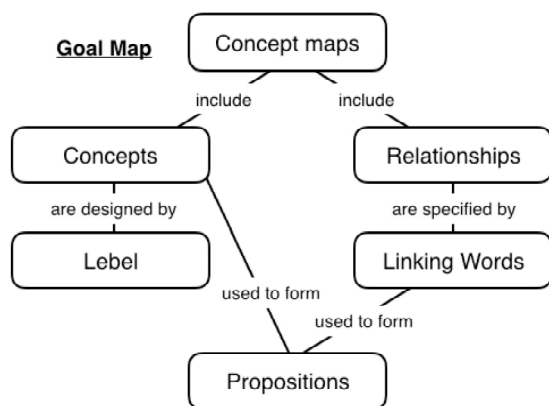 Goal Map
Concept maps
include
include
Concepts
Relationships
are designed by
are specified by
Lebel
Linking Words
used to form
used to form
Propositions